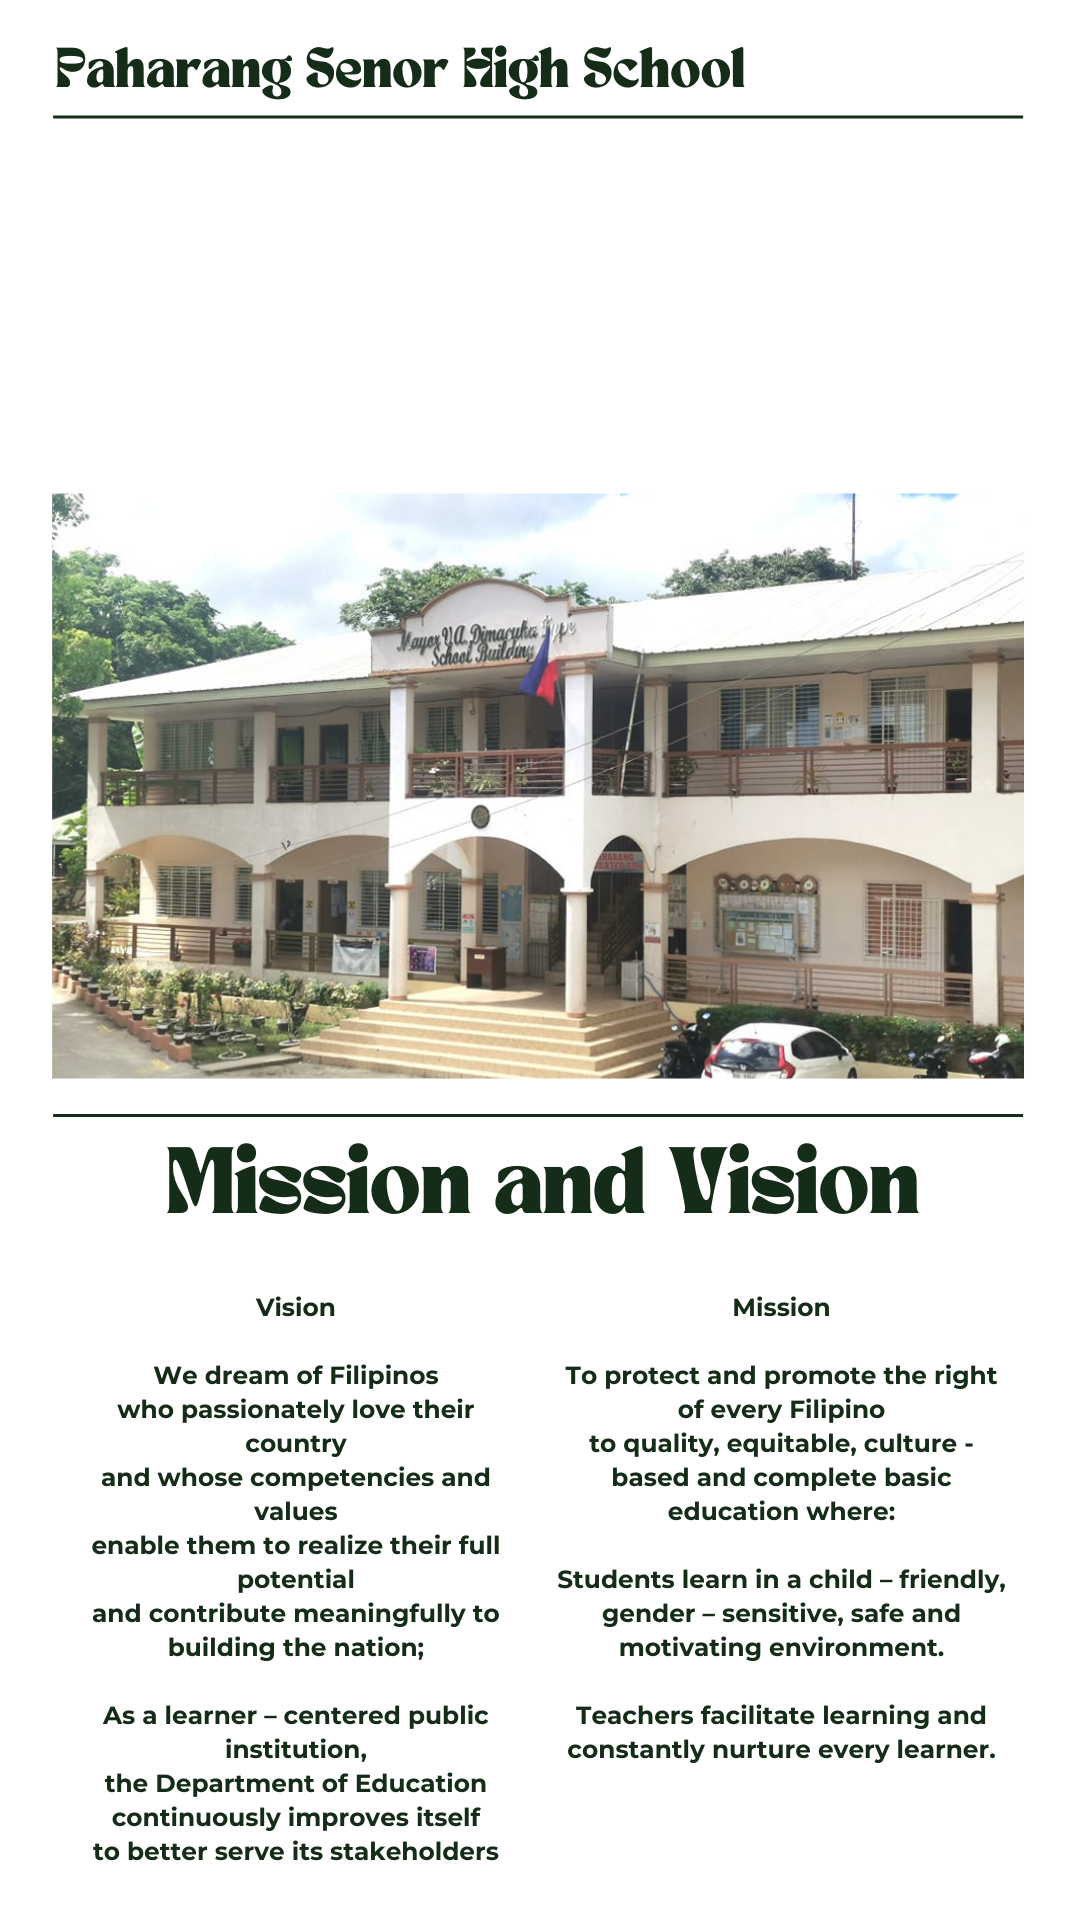 Paharang Senor High School
Mayor V.A. Dimacuha Type
School Building
Mission and Vision
Vision
We dream of Filipinos
who passionately love their
country
and whose competencies and
values
enable them to realize their full
potential
and contribute meaningfully to
building the nation;
As a learner – centered public
institution,
the Department of Education
continuously improves itself
to better serve its stakeholders
Mission
To protect and promote the right
of every Filipino
to quality, equitable, culture -
based and complete basic
education where:
Students learn in a child – friendly,
gender – sensitive, safe and
motivating environment.
Teachers facilitate learning and
constantly nurture every learner.